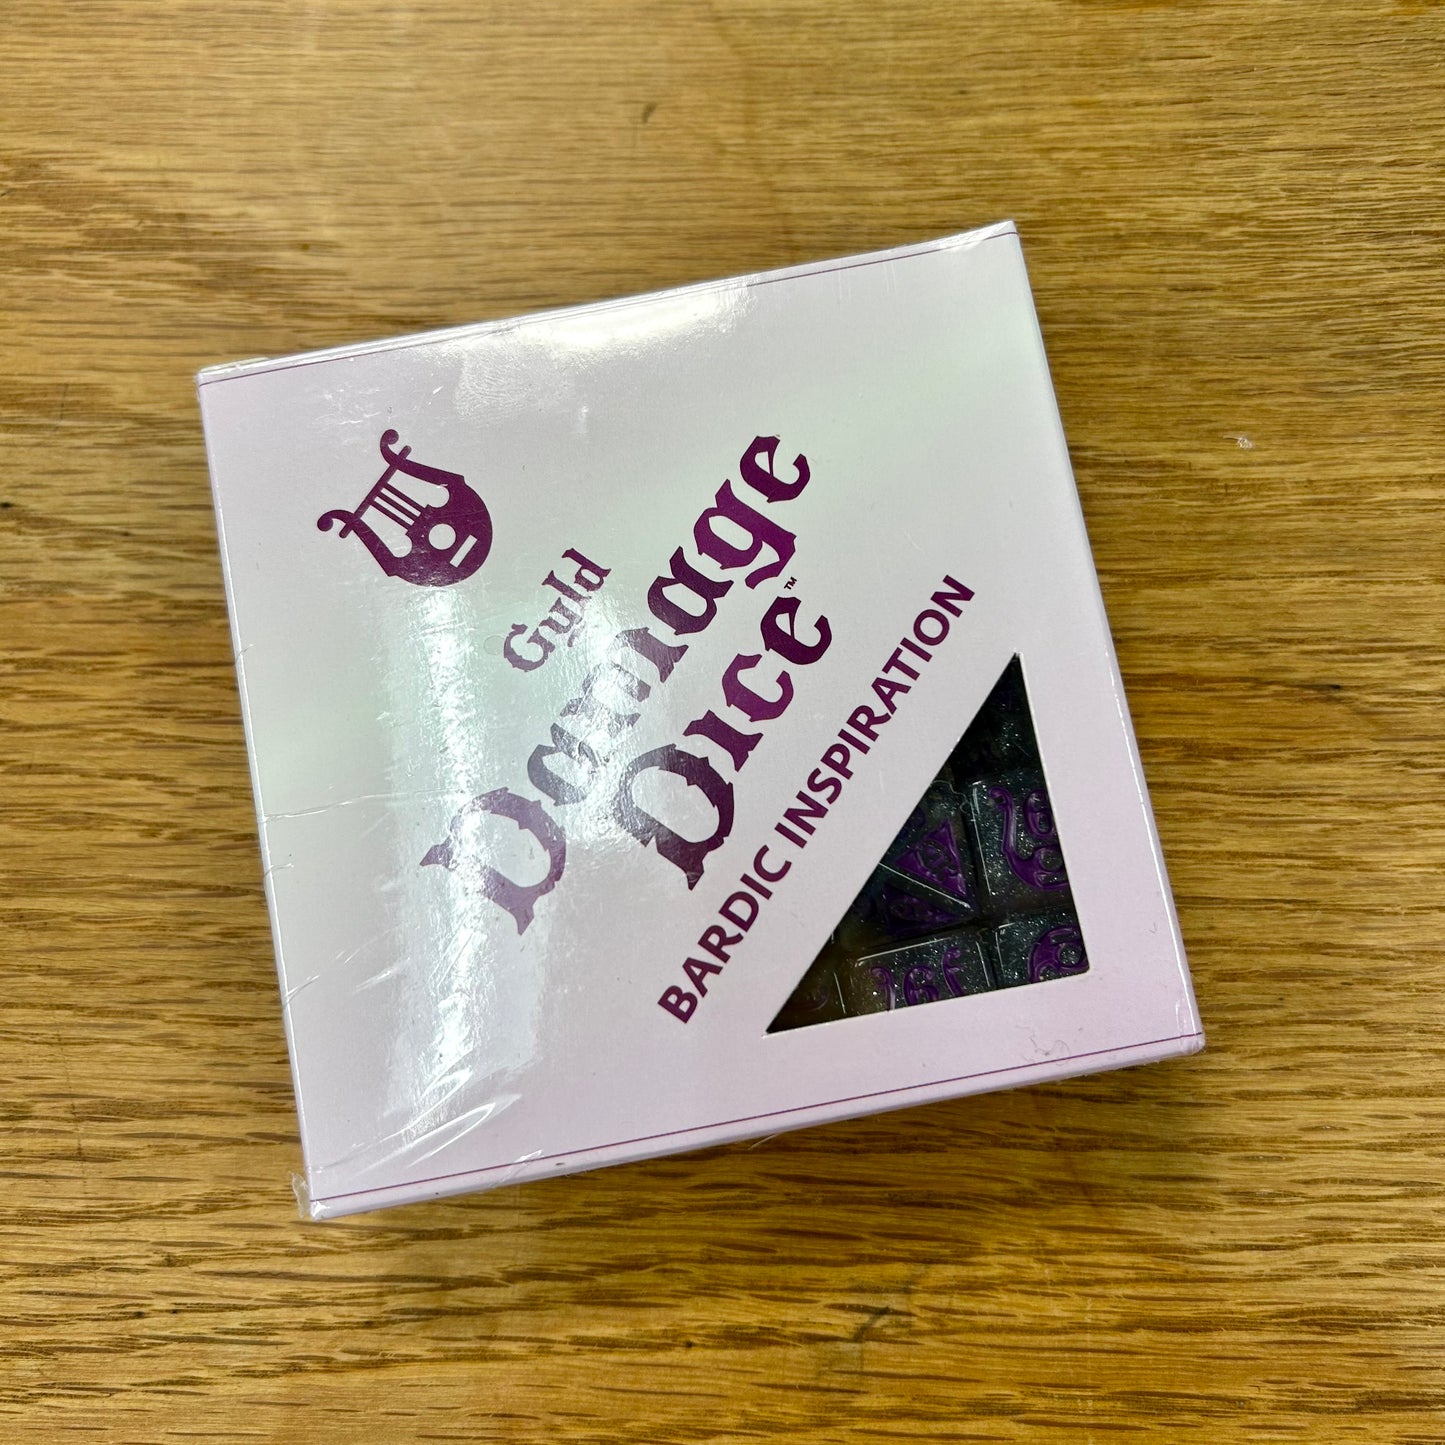 Guld
Damage
Dice™
BARDIC INSPIRATION